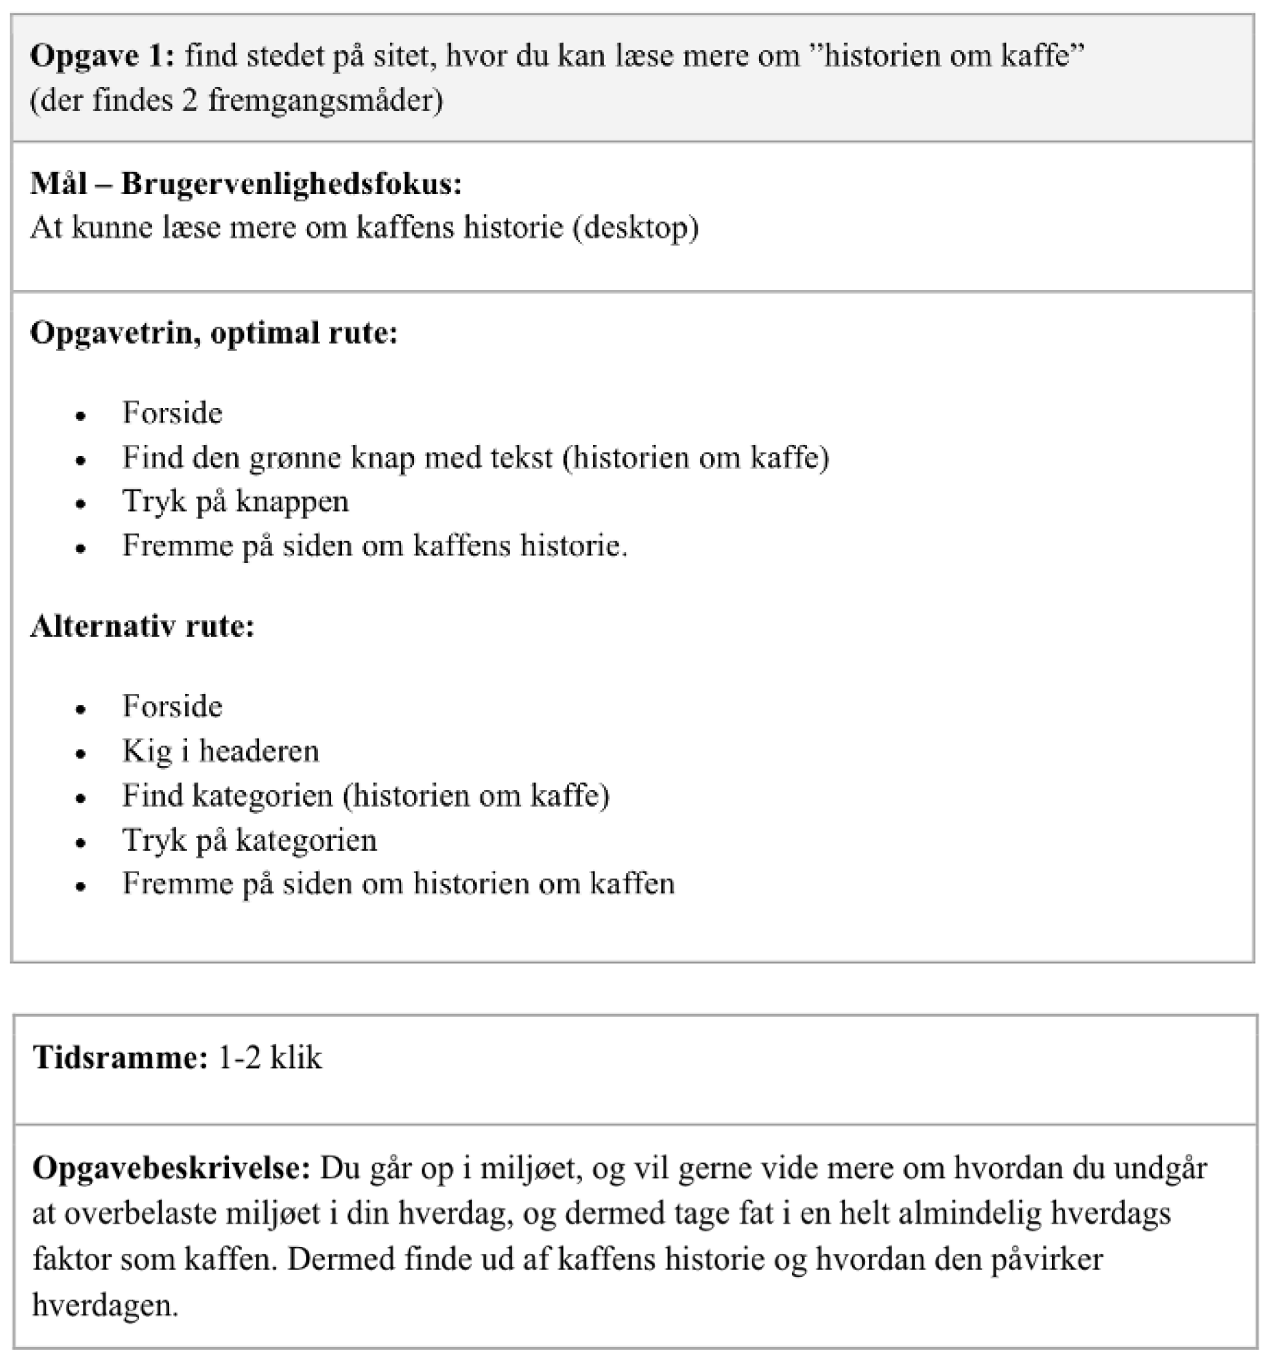 Opgave 1: find stedet på sitet, hvor du kan læse mere om ”historien om kaffe”
(der findes 2 fremgangsmåder)
Mål – Brugervenlighedsfokus:
At kunne læse mere om kaffens historie (desktop)
Opgavetrin, optimal rute:
• Forside
• Find den grønne knap med tekst (historien om kaffe)
• Tryk på knappen
• Fremme på siden om kaffens historie.
Alternativ rute:
• Forside
• Kig i headeren
• Find kategorien (historien om kaffe)
• Tryk på kategorien
• Fremme på siden om historien om kaffen
Tidsramme: 1-2 klik
Opgavebeskrivelse: Du går op i miljøet, og vil gerne vide mere om hvordan du undgår
at overbelaste miljøet i din hverdag, og dermed tage fat i en helt almindelig hverdags
faktor som kaffen. Dermed finde ud af kaffens historie og hvordan den påvirker
hverdagen.